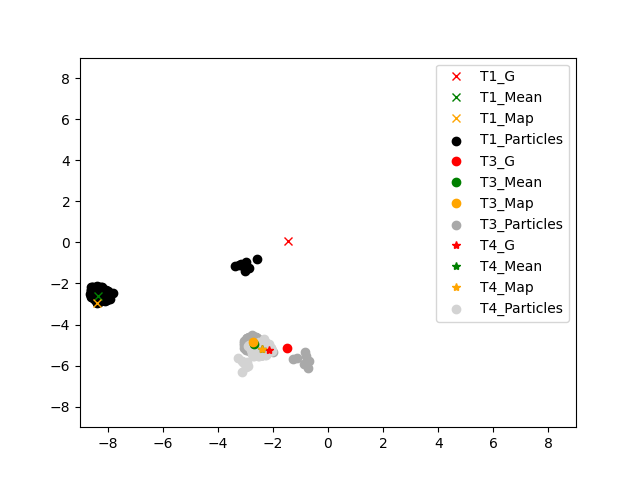 8
6
4
2
0
−2
−4
−6
−8
−8 −6 −4 −2 0 2 4 6 8
T1_G
T1_Mean
T1_Map
T1_Particles
T3_G
T3_Mean
T3_Map
T3_Particles
T4_G
T4_Mean
T4_Map
T4_Particles